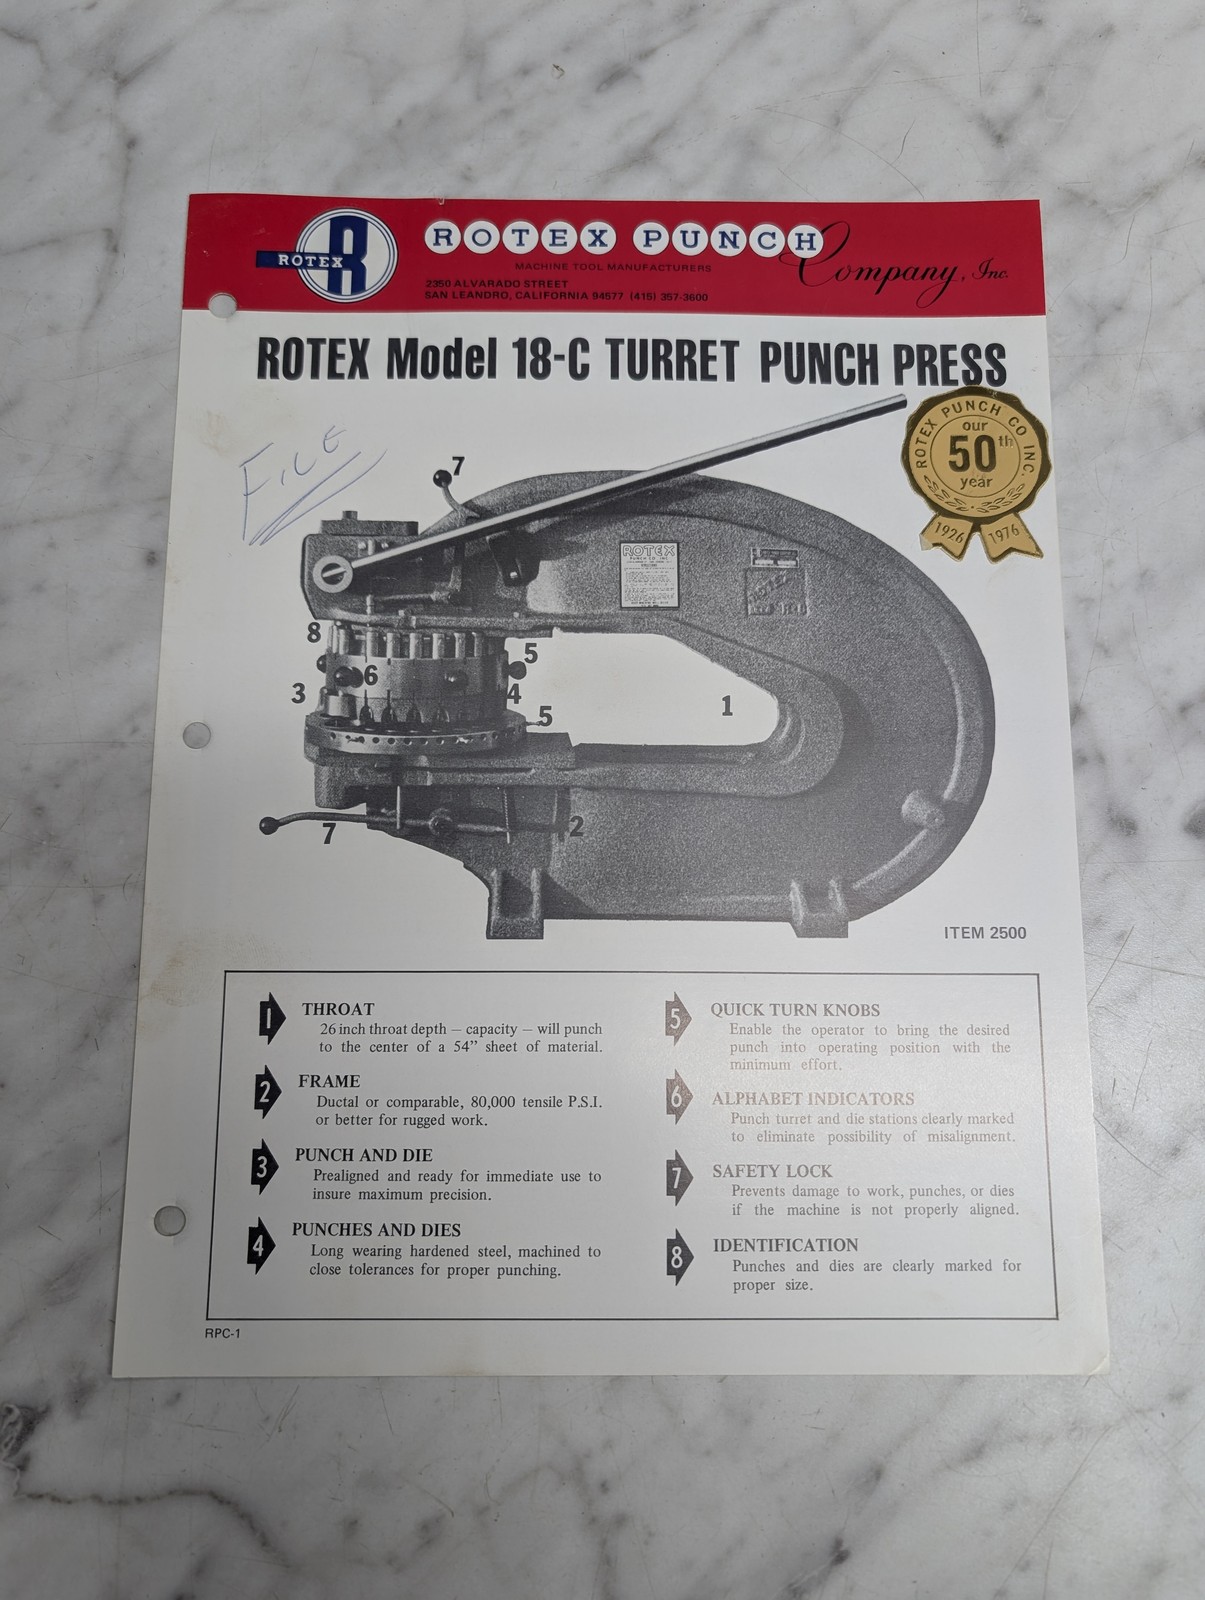 ROTEX
R
ROTEX PUNCH Company, Inc.
MACHINE TOOL MANUFACTURERS
2350 ALVARADO STREET
SAN LEANDRO, CALIFORNIA 94577 (415) 357-3600
ROTEX Model 18-C TURRET PUNCH PRESS
ROTEX PUNCH CO INC.
our
50th
year
1926 1976
FILE
7
ROTEX
PUNCH CO. INC.
8
5
6
3
4
5
1
7
2
ITEM 2500
1 THROAT
26 inch throat depth — capacity — will punch
to the center of a 54” sheet of material.
2 FRAME
Ductal or comparable, 80,000 tensile P.S.I.
or better for rugged work.
3 PUNCH AND DIE
Prealigned and ready for immediate use to
insure maximum precision.
4 PUNCHES AND DIES
Long wearing hardened steel, machined to
close tolerances for proper punching.
5 QUICK TURN KNOBS
Enable the operator to bring the desired
punch into operating position with the
minimum effort.
6 ALPHABET INDICATORS
Punch turret and die stations clearly marked
to eliminate possibility of misalignment.
7 SAFETY LOCK
Prevents damage to work, punches, or dies
if the machine is not properly aligned.
8 IDENTIFICATION
Punches and dies are clearly marked for
proper size.
RPC-1